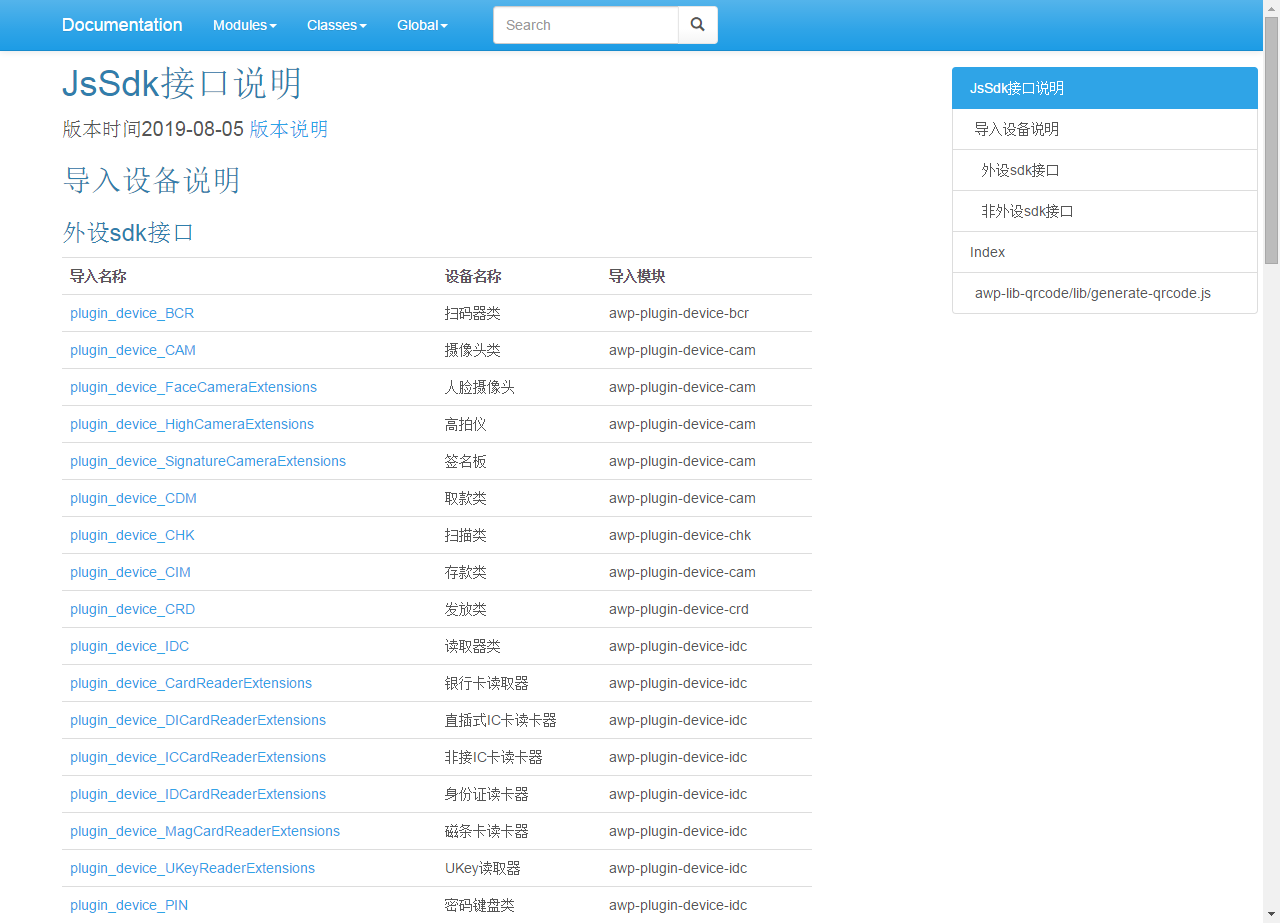 Documentation Modules Classes Global Search
JsSdk接口说明
版本时间2019-08-05 版本说明
导入设备说明
外设sdk接口
导入名称 设备名称 导入模块
plugin_device_BCR 扫码器类 awp-plugin-device-bcr
plugin_device_CAM 摄像头类 awp-plugin-device-cam
plugin_device_FaceCameraExtensions 人脸摄像头 awp-plugin-device-cam
plugin_device_HighCameraExtensions 高拍仪 awp-plugin-device-cam
plugin_device_SignatureCameraExtensions 签名板 awp-plugin-device-cam
plugin_device_CDM 取款类 awp-plugin-device-cam
plugin_device_CHK 扫描类 awp-plugin-device-chk
plugin_device_CIM 存款类 awp-plugin-device-cam
plugin_device_CRD 发放类 awp-plugin-device-crd
plugin_device_IDC 读取器类 awp-plugin-device-idc
plugin_device_CardReaderExtensions 银行卡读取器 awp-plugin-device-idc
plugin_device_DICardReaderExtensions 直插式IC卡读卡器 awp-plugin-device-idc
plugin_device_ICCardReaderExtensions 非接IC卡读卡器 awp-plugin-device-idc
plugin_device_IDCardReaderExtensions 身份证读卡器 awp-plugin-device-idc
plugin_device_MagCardReaderExtensions 磁条卡读卡器 awp-plugin-device-idc
plugin_device_UKeyReaderExtensions UKey读取器 awp-plugin-device-idc
plugin_device_PIN 密码键盘类 awp-plugin-device-idc
JsSdk接口说明
导入设备说明
外设sdk接口
非外设sdk接口
Index
awp-lib-qrcode/lib/generate-qrcode.js